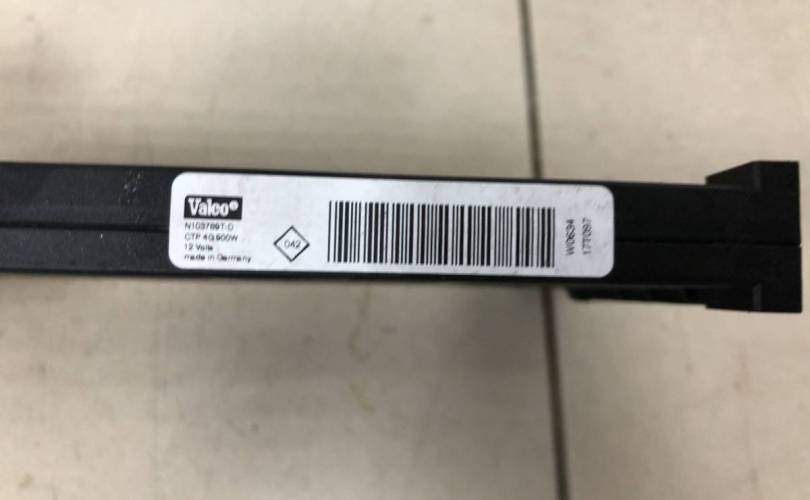 Valeo
N103789T-D
CTP 4G 900W
12 Volts
made in Germany
042
W0634
177097